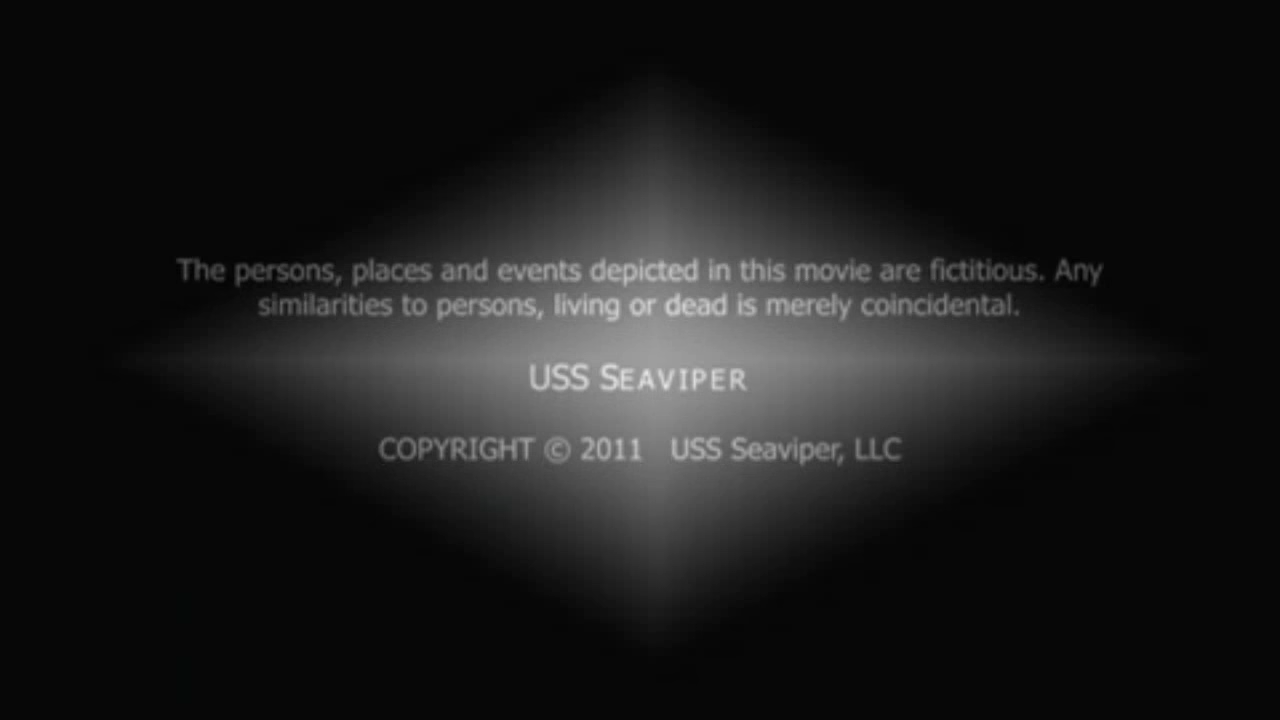 The persons, places and events depicted in this movie are fictitious. Any
similarities to persons, living or dead is merely coincidental.
USS SEAVIPER
COPYRIGHT © 2011 USS Seaviper, LLC